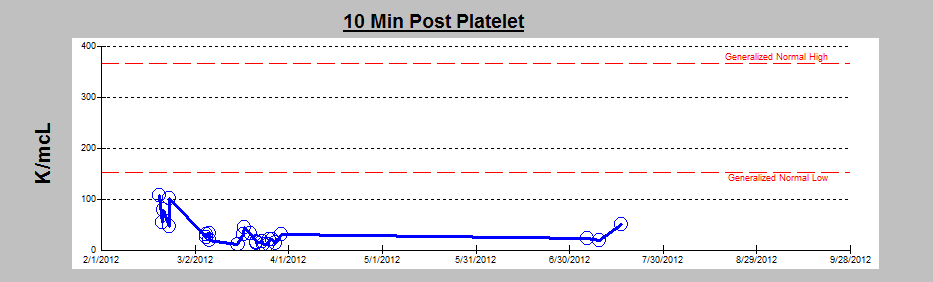 10 Min Post Platelet
400
Generalized Normal High
300
K/mcL
200
Generalized Normal Low
100
0
2/1/2012 3/2/2012 4/1/2012 5/1/2012 5/31/2012 6/30/2012 7/30/2012 8/29/2012 9/28/2012